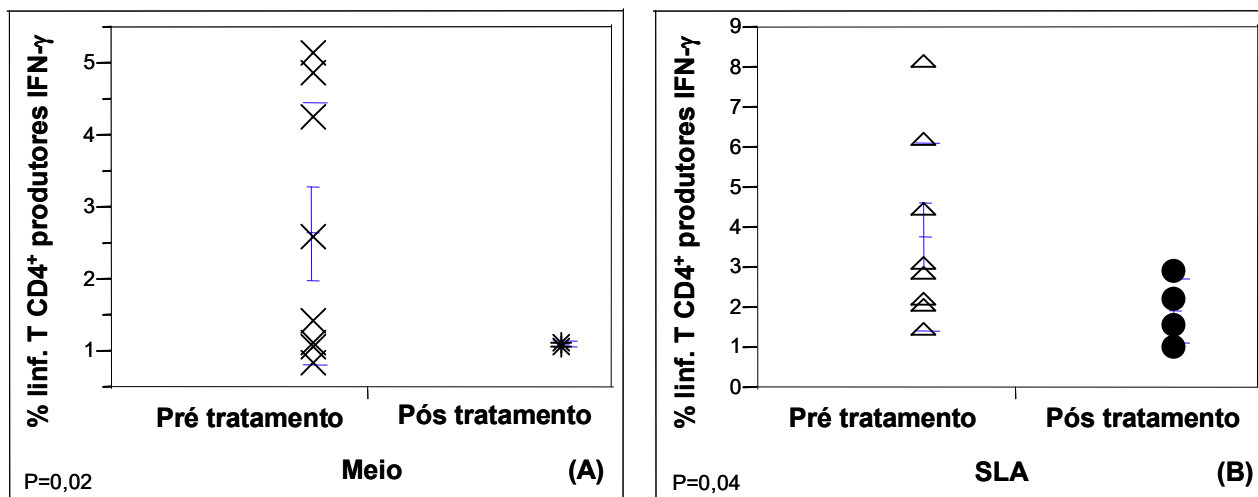 % linf. T CD4⁺ produtores IFN-γ
5
4
3
2
1
Pré tratamento
Pós tratamento
Meio
(A)
P=0,02
% linf. T CD4⁺ produtores IFN-γ
9
8
7
6
5
4
3
2
1
0
Pré tratamento
Pós tratamento
SLA
(B)
P=0,04